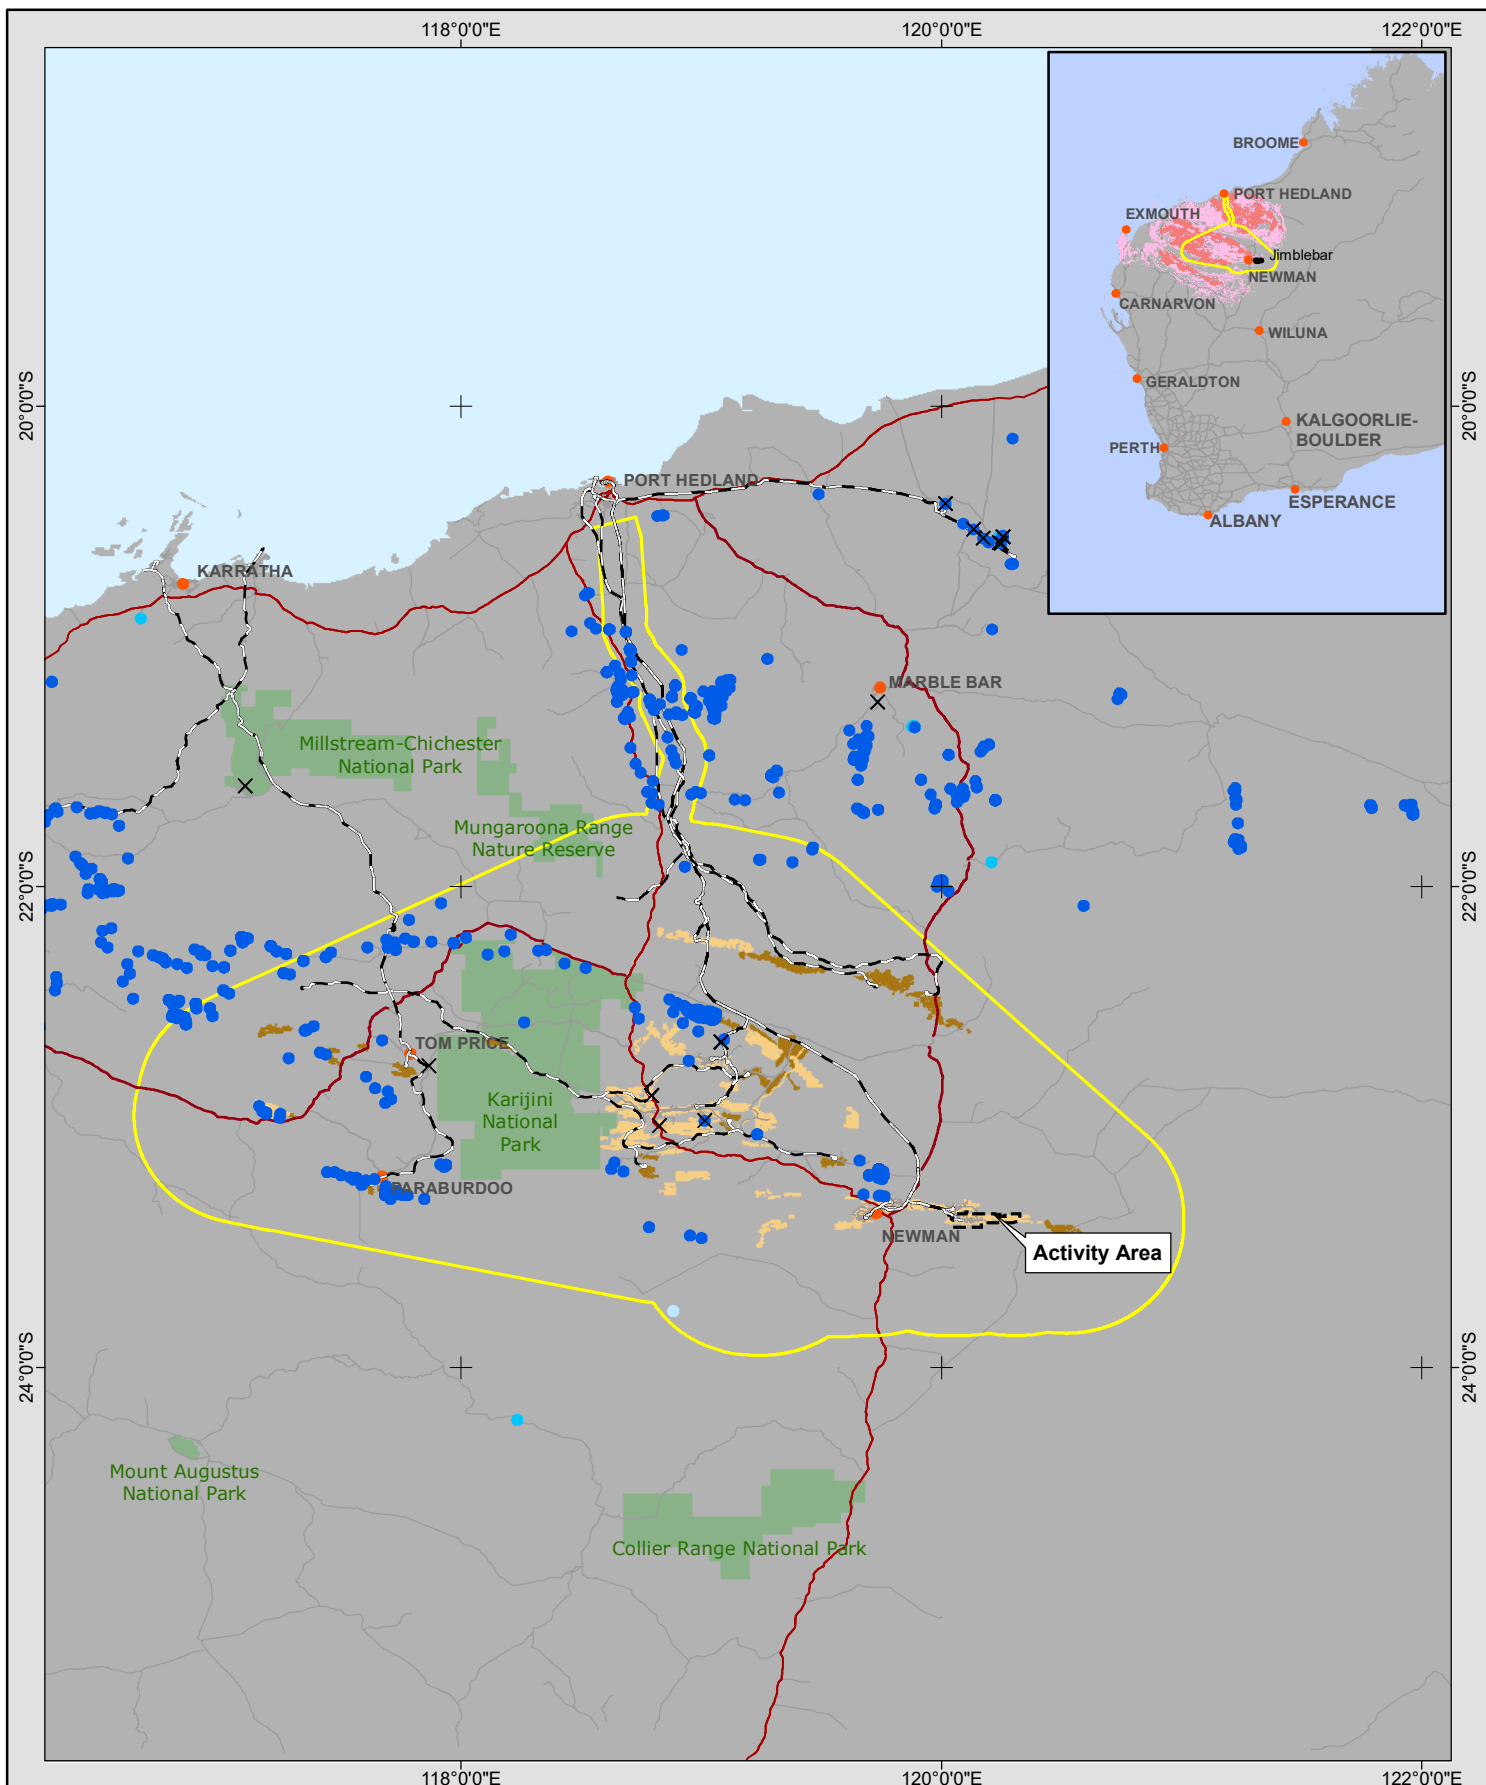 118°0'0"E
120°0'0"E
122°0'0"E
BROOME
PORT HEDLAND
EXMOUTH
Jimblebar
NEWMAN
CARNARVON
WILUNA
GERALDTON
KALGOORLIE-
BOULDER
PERTH
ESPERANCE
ALBANY
20°0'0"S
20°0'0"S
PORT HEDLAND
KARRATHA
MARBLE BAR
Millstream-Chichester
National Park
Mungaroona Range
Nature Reserve
22°0'0"S
22°0'0"S
TOM PRICE
Karijini
National
Park
PARABURDOO
NEWMAN
Activity Area
24°0'0"S
24°0'0"S
Mount Augustus
National Park
Collier Range National Park
118°0'0"E
120°0'0"E
122°0'0"E